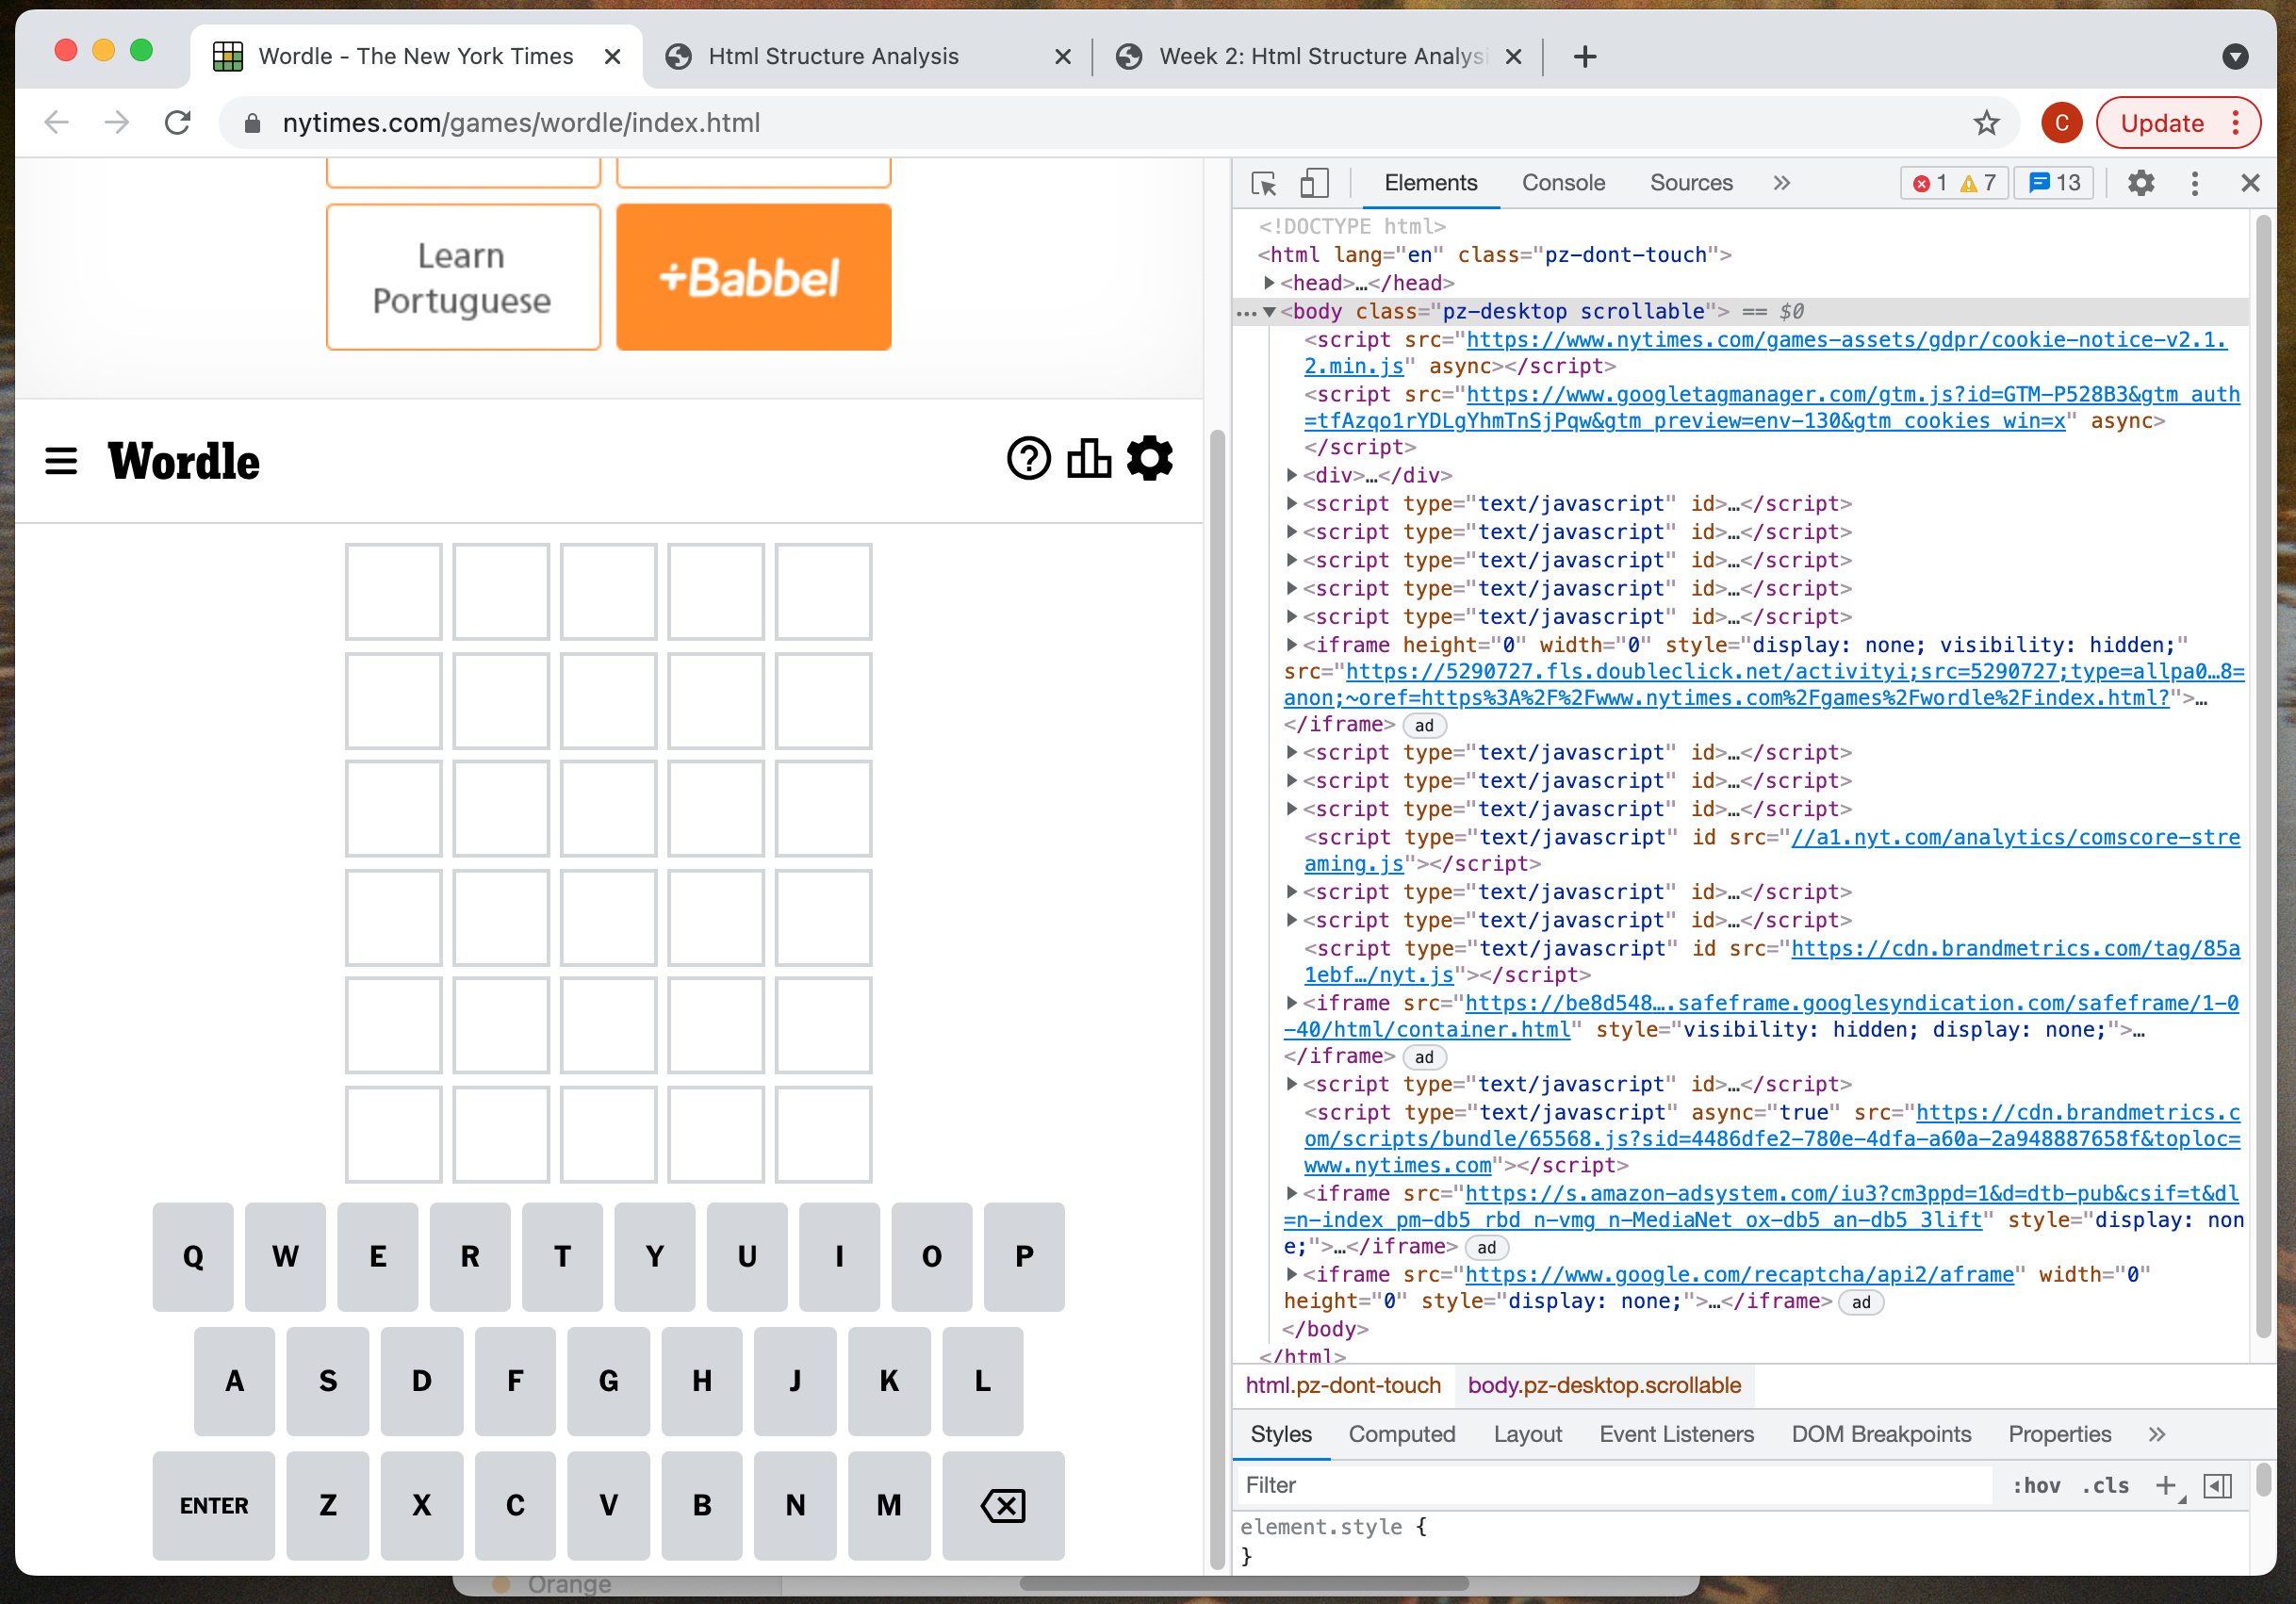 Wordle - The New York Times
Html Structure Analysis
Week 2: Html Structure Analysi
nytimes.com/games/wordle/index.html
C
Update
Learn
Portuguese
+Babbel
Wordle
Q W E R T Y U I O P
A S D F G H J K L
ENTER Z X C V B N M
Orange
Elements Console Sources » 1 7 13
<!DOCTYPE html>
<html lang="en" class="pz-dont-touch">
<head>…</head>
… <body class="pz-desktop scrollable"> == $0
<script src="https://www.nytimes.com/games-assets/gdpr/cookie-notice-v2.1.
2.min.js" async></script>
<script src="https://www.googletagmanager.com/gtm.js?id=GTM-P528B3&gtm_auth
=tfAzqo1rYDLgYhmTnSjPqw&gtm_preview=env-130&gtm_cookies_win=x" async>
</script>
<div>…</div>
<script type="text/javascript" id>…</script>
<script type="text/javascript" id>…</script>
<script type="text/javascript" id>…</script>
<script type="text/javascript" id>…</script>
<script type="text/javascript" id>…</script>
<iframe height="0" width="0" style="display: none; visibility: hidden;"
src="https://5290727.fls.doubleclick.net/activityi;src=5290727;type=allpa0…8=
anon;~oref=https%3A%2F%2Fwww.nytimes.com%2Fgames%2Fwordle%2Findex.html?">…
</iframe> ad
<script type="text/javascript" id>…</script>
<script type="text/javascript" id>…</script>
<script type="text/javascript" id>…</script>
<script type="text/javascript" id src="//a1.nyt.com/analytics/comscore-stre
aming.js"></script>
<script type="text/javascript" id>…</script>
<script type="text/javascript" id>…</script>
<script type="text/javascript" id src="https://cdn.brandmetrics.com/tag/85a
1ebf…/nyt.js"></script>
<iframe src="https://be8d548….safeframe.googlesyndication.com/safeframe/1-0
-40/html/container.html" style="visibility: hidden; display: none;">…
</iframe> ad
<script type="text/javascript" id>…</script>
<script type="text/javascript" async="true" src="https://cdn.brandmetrics.c
om/scripts/bundle/65568.js?sid=4486dfe2-780e-4dfa-a60a-2a948887658f&toploc=
www.nytimes.com"></script>
<iframe src="https://s.amazon-adsystem.com/iu3?cm3ppd=1&d=dtb-pub&csif=t&dl
=n-index_pm-db5_rbd_n-vmg_n-MediaNet_ox-db5_an-db5_3lift" style="display: non
e;">…</iframe> ad
<iframe src="https://www.google.com/recaptcha/api2/aframe" width="0"
height="0" style="display: none;">…</iframe> ad
</body>
</html>
html.pz-dont-touch body.pz-desktop.scrollable
Styles Computed Layout Event Listeners DOM Breakpoints Properties »
Filter :hov .cls +
element.style {
}